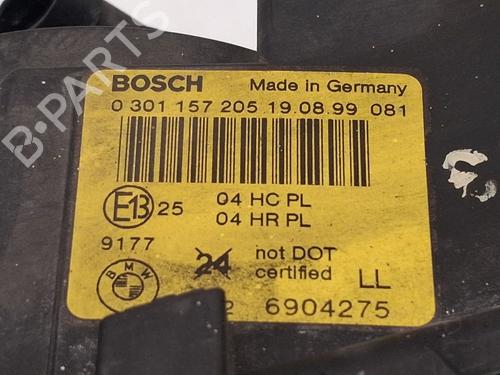 B-PARTS
BOSCH Made in Germany
0 301 157 205 19.08.99 081
E13 25 04 HC PL
04 HR PL
9177
24 not DOT
certified LL
BMW
2 6904275